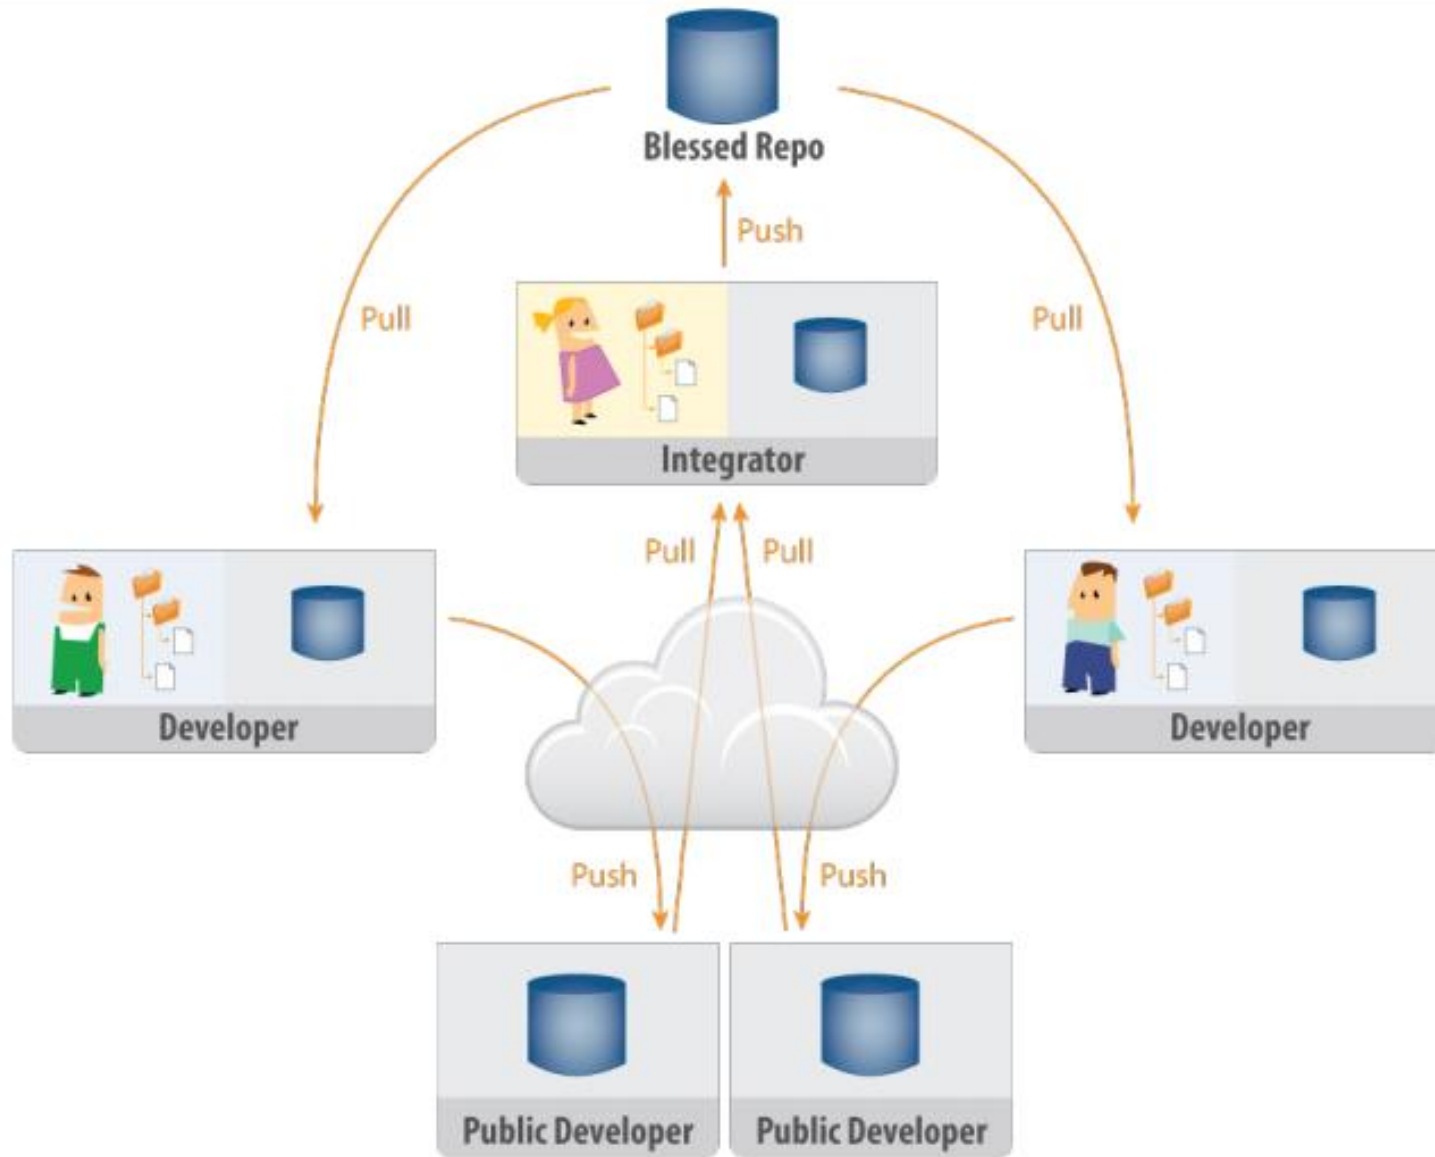 Blessed Repo
Push
Pull
Pull
Integrator
Pull
Pull
Developer
Developer
Push
Push
Public Developer
Public Developer